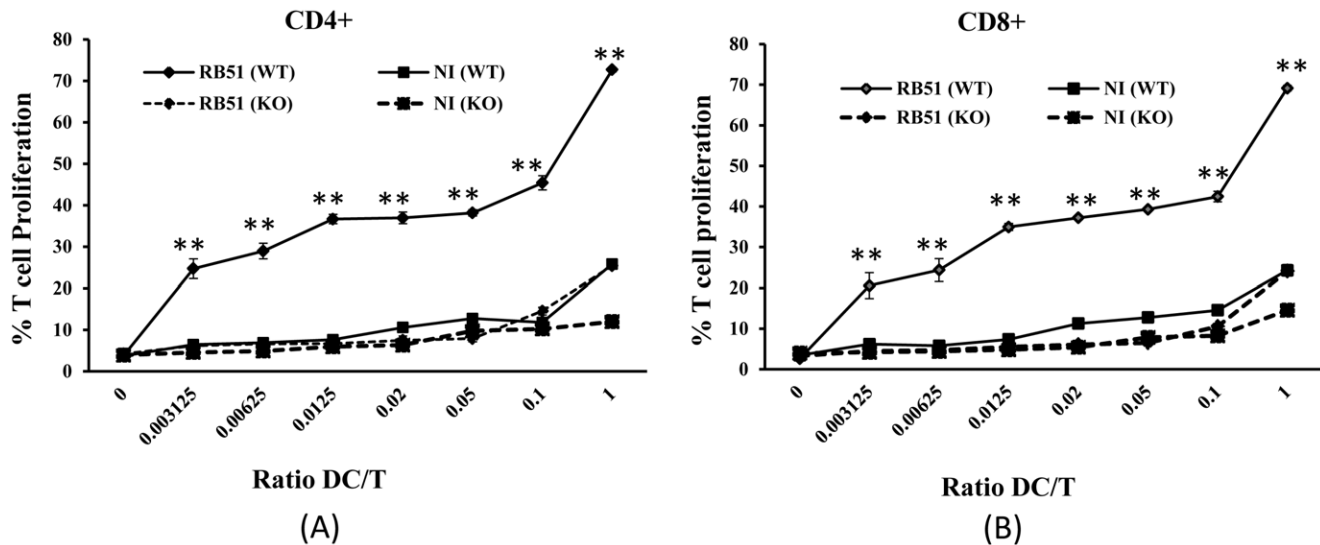 CD4+
% T cell Proliferation
80
70
60
50
40
30
20
10
0
RB51 (WT) NI (WT)
RB51 (KO) NI (KO)
**
**
**
**
**
**
**
0 0.003125 0.00625 0.0125 0.02 0.05 0.1 1
Ratio DC/T
(A)
CD8+
% T cell proliferation
80
70
60
50
40
30
20
10
0
RB51 (WT) NI (WT)
RB51 (KO) NI (KO)
**
**
**
**
**
**
**
0 0.003125 0.00625 0.0125 0.02 0.05 0.1 1
Ratio DC/T
(B)